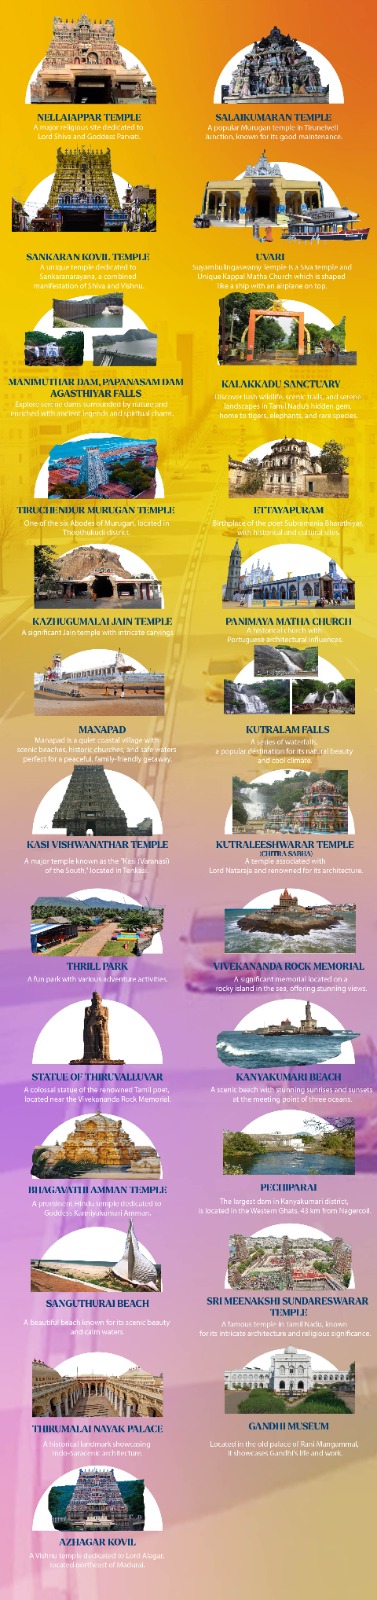 NELLAIAPPAR TEMPLE
A major religious site dedicated to
Lord Shiva and Goddess Parvati.
SALAIKUMARAN TEMPLE
A popular Murugan temple in Tirunelveli
Junction, known for its good maintenance.
SANKARAN KOVIL TEMPLE
A unique temple dedicated to
Sankaranarayana, a combined
manifestation of Shiva and Vishnu.
UVARI
Suyambulingaswamy Temple is a Siva temple and
Unique Kappal Matha Church which is shaped
like a ship with an airplane on top.
MANIMUTHAR DAM, PAPANASAM DAM
AGASTHIYAR FALLS
Explore serene dams surrounded by nature and
enriched with ancient legends and spiritual charm.
KALAKKADU SANCTUARY
Discover lush wildlife, scenic trails, and serene
landscapes in Tamil Nadu's hidden gem,
home to tigers, elephants, and rare species.
TIRUCHENDUR MURUGAN TEMPLE
One of the six Abodes of Murugan, located in
Thoothukudi district.
ETTAYAPURAM
Birthplace of the poet Subramania Bharathiyar,
with historical and cultural sites.
KAZHUGUMALAI JAIN TEMPLE
A significant Jain temple with intricate carvings
PANIMAYA MATHA CHURCH
A historical church with
Portuguese architectural influences.
MANAPAD
Manapad is a quiet coastal village with
scenic beaches, historic churches, and safe waters
perfect for a peaceful, family-friendly getaway.
KUTRALAM FALLS
A series of waterfalls,
a popular destination for its natural beauty
and cool climate.
KASI VISHWANATHAR TEMPLE
A major temple known as the "Kasi (Varanasi)
of the South," located in Tenkasi.
KUTRALEESHWARAR TEMPLE
(CHITRA SABHA)
A temple associated with
Lord Nataraja and renowned for its architecture.
THRILL PARK
A fun park with various adventure activities.
VIVEKANANDA ROCK MEMORIAL
A significant memorial located on a
rocky island in the sea, offering stunning views.
STATUE OF THIRUVALLUVAR
A colossal statue of the renowned Tamil poet,
located near the Vivekananda Rock Memorial.
KANYAKUMARI BEACH
A scenic beach with stunning sunrises and sunsets
at the meeting point of three oceans.
BHAGAVATHI AMMAN TEMPLE
A prominent Hindu temple dedicated to
Goddess Kanniyakumari Amman.
PECHIPARAI
The largest dam in Kanyakumari district,
is located in the Western Ghats, 43 km from Nagercoil.
SANGUTHURAI BEACH
A beautiful beach known for its scenic beauty
and calm waters.
SRI MEENAKSHI SUNDARESWARAR
TEMPLE
A famous temple in Tamil Nadu, known
for its intricate architecture and religious significance.
THIRUMALAI NAYAK PALACE
A historical landmark showcasing
Indo-Saracenic architecture.
GANDHI MUSEUM
Located in the old palace of Rani Mangammal,
it showcases Gandhi's life and work.
AZHAGAR KOVIL
A Vishnu temple dedicated to Lord Alagar,
located northeast of Madurai.